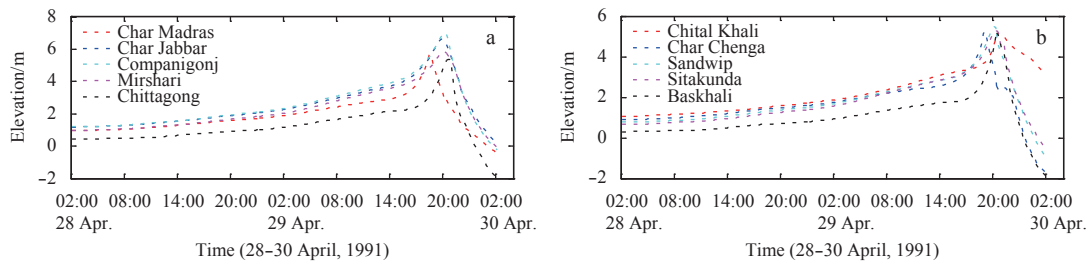 8
6
4
2
0
−2
Elevation/m
Char Madras
Char Jabbar
Companigonj
Mirshari
Chittagong
a
02:00 08:00 14:00 20:00 02:00 08:00 14:00 20:00 02:00
28 Apr. 29 Apr. 30 Apr.
Time (28−30 April, 1991)
6
4
2
0
−2
Elevation/m
Chital Khali
Char Chenga
Sandwip
Sitakunda
Baskhali
b
02:00 08:00 14:00 20:00 02:00 08:00 14:00 20:00 02:00
28 Apr. 29 Apr. 30 Apr.
Time (28−30 April, 1991)